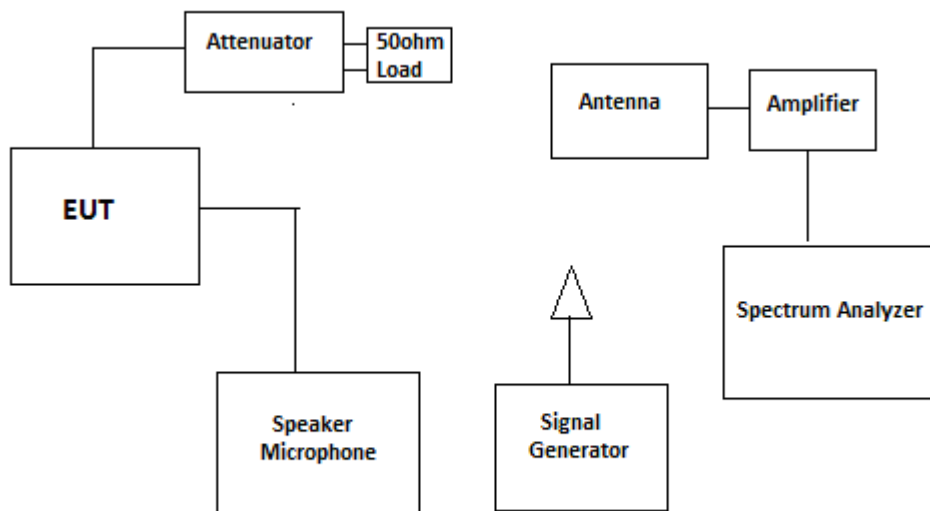 Attenuator
50ohm
Load
Antenna
Amplifier
EUT
Spectrum Analyzer
Speaker
Microphone
Signal
Generator